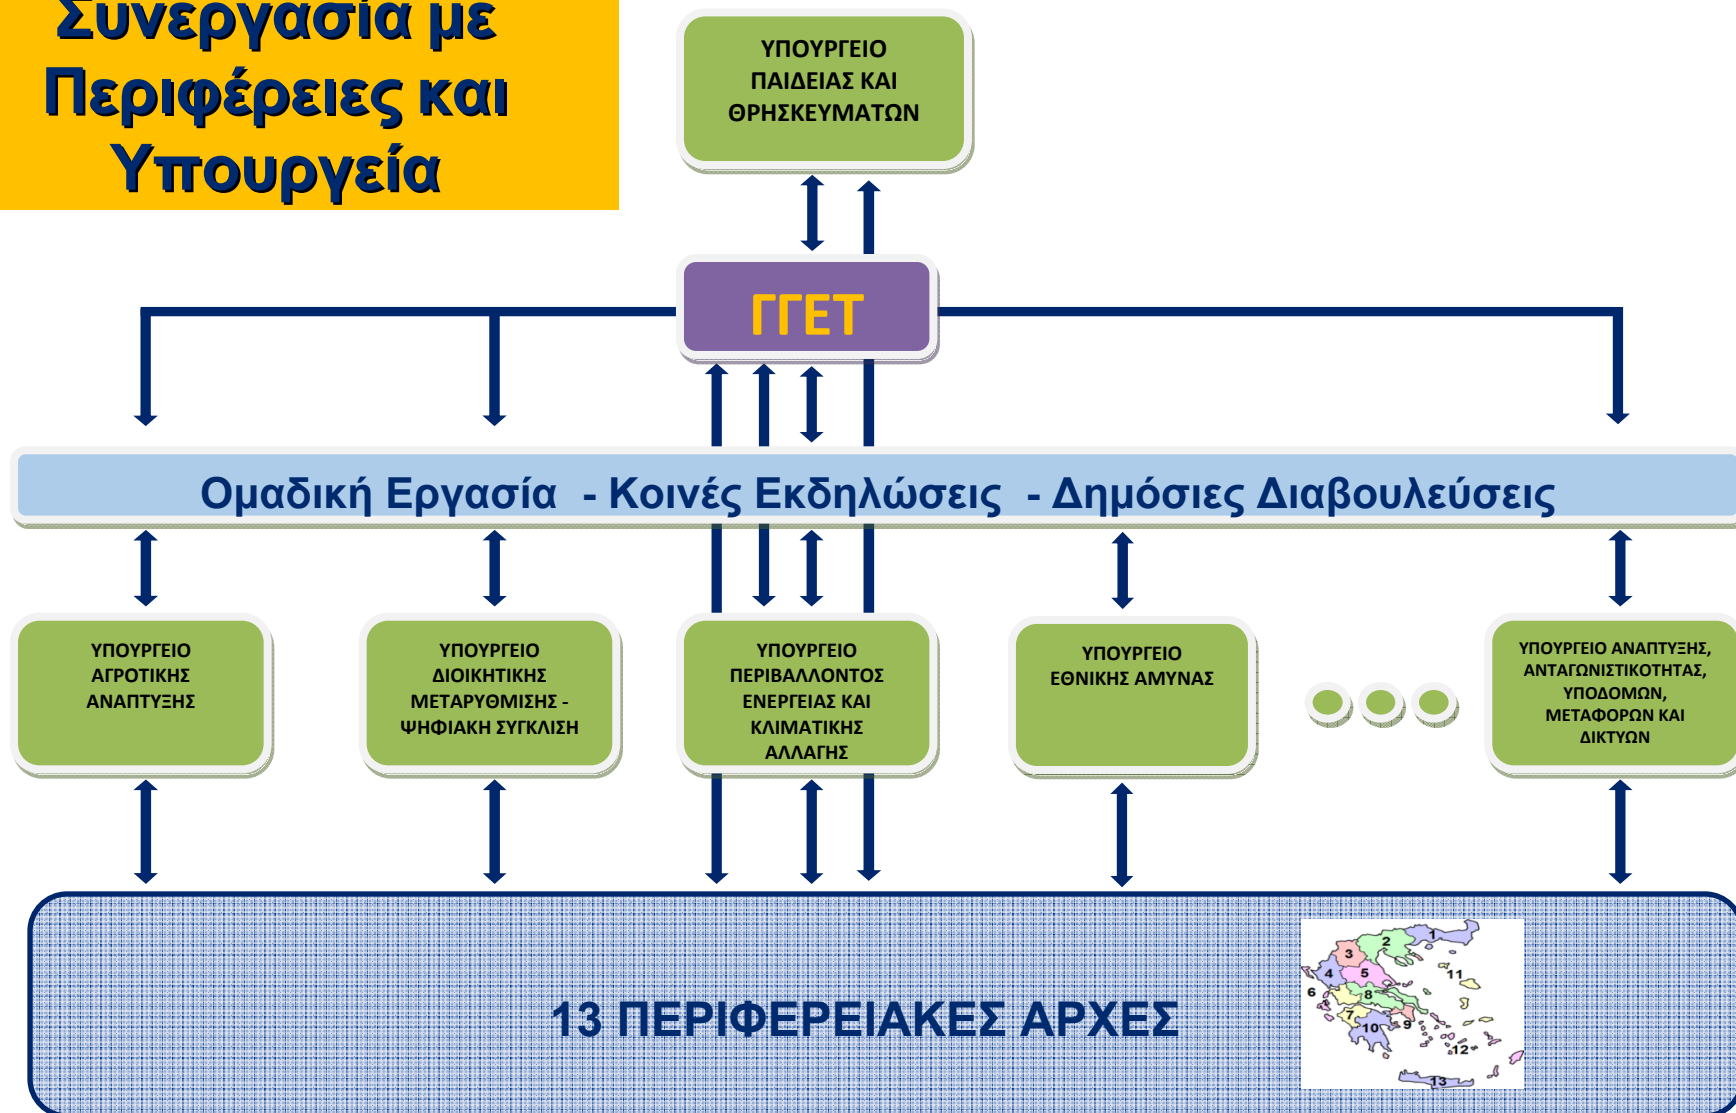 Συνεργασία με
Περιφέρειες και
Υπουργεία
ΥΠΟΥΡΓΕΙΟ
ΠΑΙΔΕΙΑΣ ΚΑΙ
ΘΡΗΣΚΕΥΜΑΤΩΝ
ΓΓΕΤ
Ομαδική Εργασία - Κοινές Εκδηλώσεις - Δημόσιες Διαβουλεύσεις
ΥΠΟΥΡΓΕΙΟ
ΑΓΡΟΤΙΚΗΣ
ΑΝΑΠΤΥΞΗΣ
ΥΠΟΥΡΓΕΙΟ
ΔΙΟΙΚΗΤΙΚΗΣ
ΜΕΤΑΡΥΘΜΙΣΗΣ -
ΨΗΦΙΑΚΗ ΣΥΓΚΛΙΣΗ
ΥΠΟΥΡΓΕΙΟ
ΠΕΡΙΒΑΛΛΟΝΤΟΣ
ΕΝΕΡΓΕΙΑΣ ΚΑΙ
ΚΛΙΜΑΤΙΚΗΣ
ΑΛΛΑΓΗΣ
ΥΠΟΥΡΓΕΙΟ
ΕΘΝΙΚΗΣ ΑΜΥΝΑΣ
ΥΠΟΥΡΓΕΙΟ ΑΝΑΠΤΥΞΗΣ,
ΑΝΤΑΓΩΝΙΣΤΙΚΟΤΗΤΑΣ,
ΥΠΟΔΟΜΩΝ,
ΜΕΤΑΦΟΡΩΝ ΚΑΙ
ΔΙΚΤΥΩΝ
13 ΠΕΡΙΦΕΡΕΙΑΚΕΣ ΑΡΧΕΣ
1
2
3
4
5
11
6
8
7
10
9
12
13